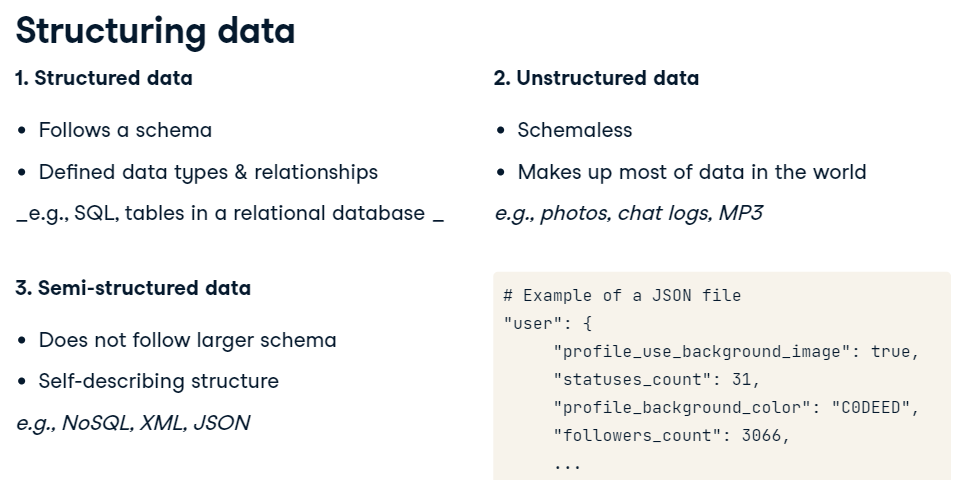 Structuring data
1. Structured data
• Follows a schema
• Defined data types & relationships
_e.g., SQL, tables in a relational database _
2. Unstructured data
• Schemaless
• Makes up most of data in the world
e.g., photos, chat logs, MP3
3. Semi-structured data
• Does not follow larger schema
• Self-describing structure
e.g., NoSQL, XML, JSON
# Example of a JSON file
"user": {
     "profile_use_background_image": true,
     "statuses_count": 31,
     "profile_background_color": "C0DEED",
     "followers_count": 3066,
     ...